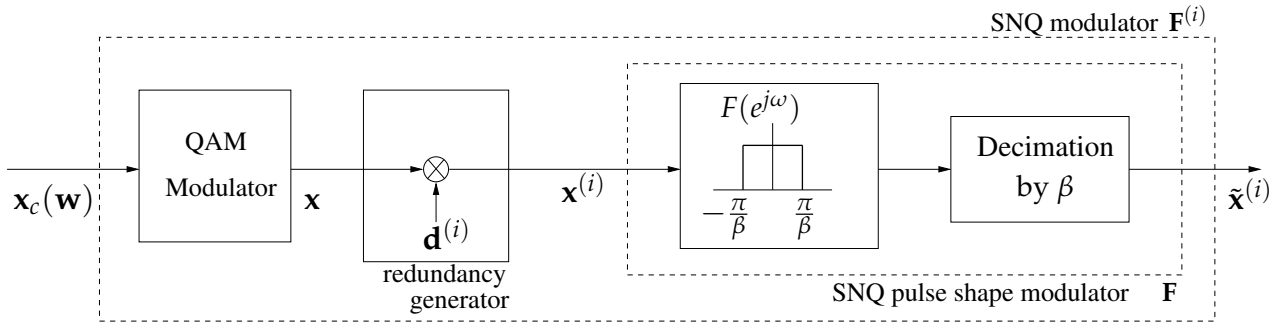 SNQ modulator F^{(i)}
QAM
Modulator
F(e^{jω})
Decimation
by β
x_c(w)
x
x^{(i)}
−π/β
π/β
x̃^{(i)}
d^{(i)}
redundancy
generator
SNQ pulse shape modulator F